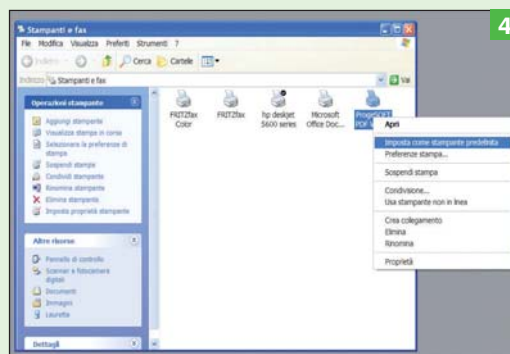 4
Stampanti e fax
File Modifica Visualizza Preferiti Strumenti ?
Indietro Cerca Cartelle
Indirizzo Stampanti e fax Vai
Operazioni stampante
Aggiungi stampante
Visualizza stampa in corso
Selezionare le preferenze di
stampa
Sospendi stampa
Condividi stampante
Rinomina stampante
Elimina stampante
Imposta proprietà stampante
Altre risorse
Pannello di controllo
Scanner e fotocamere
digitali
Documenti
Immagini
Dettagli
FRITZfax
Color
FRITZfax
hp deskjet
5600 series
Microsoft
Office Doc...
PDF
Apri
Imposta come stampante predefinita
Preferenze stampa...
Sospendi stampa
Condivisione...
Usa stampante non in linea
Crea collegamento
Elimina
Rinomina
Proprietà